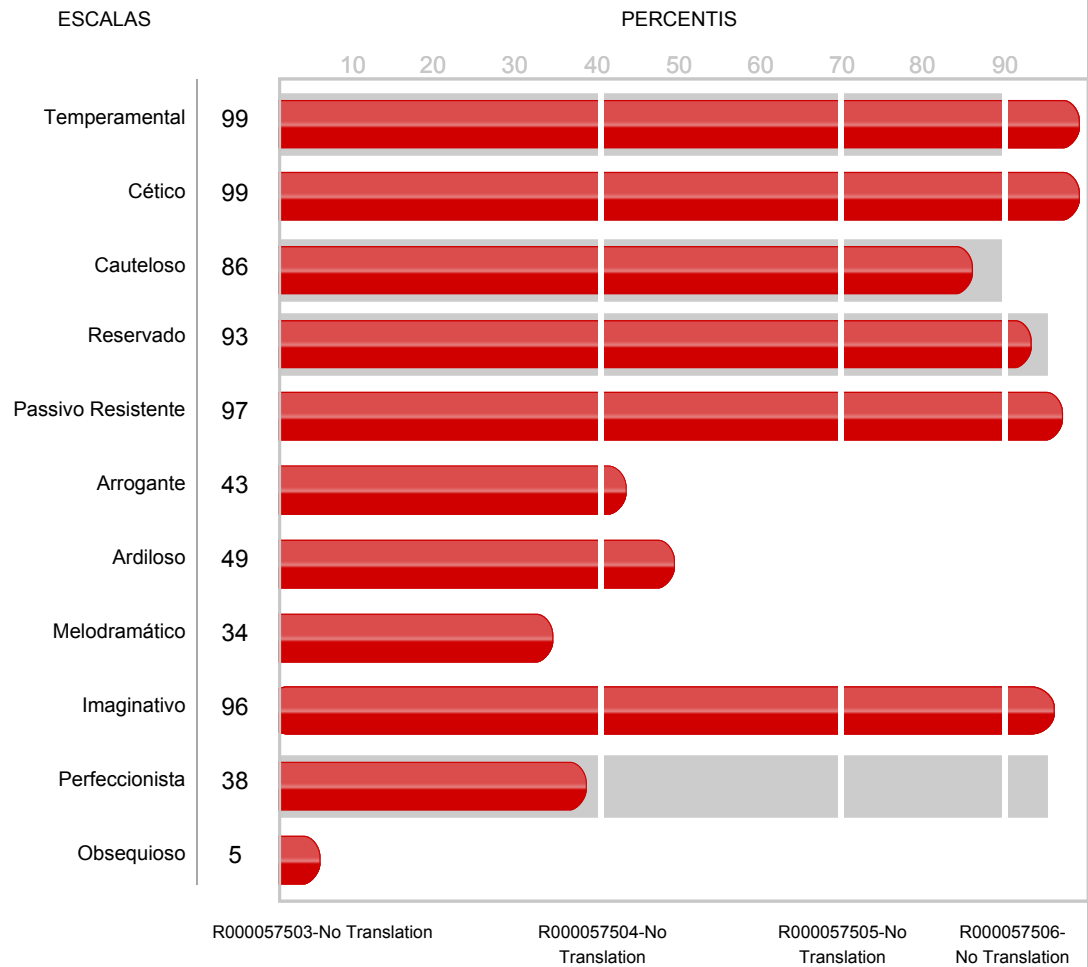 ESCALAS PERCENTIS
10 20 30 40 50 60 70 80 90
Temperamental 99
Cético 99
Cauteloso 86
Reservado 93
Passivo Resistente 97
Arrogante 43
Ardiloso 49
Melodramático 34
Imaginativo 96
Perfeccionista 38
Obsequioso 5
R000057503-No Translation R000057504-No R000057505-No R000057506-
Translation Translation No Translation